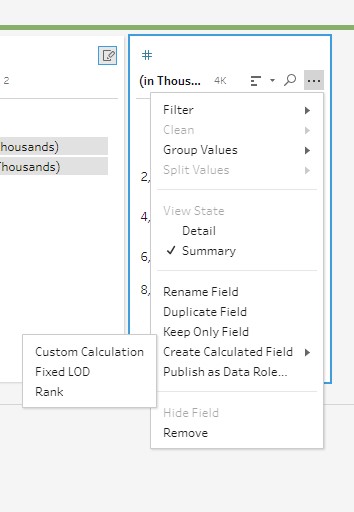 2
#
(in Thous... 4K
housands)
Thousands)
2,
4,
6,
8,
Filter
Clean
Group Values
Split Values
View State
Detail
Summary
Rename Field
Duplicate Field
Keep Only Field
Create Calculated Field
Publish as Data Role...
Hide Field
Remove
Custom Calculation
Fixed LOD
Rank